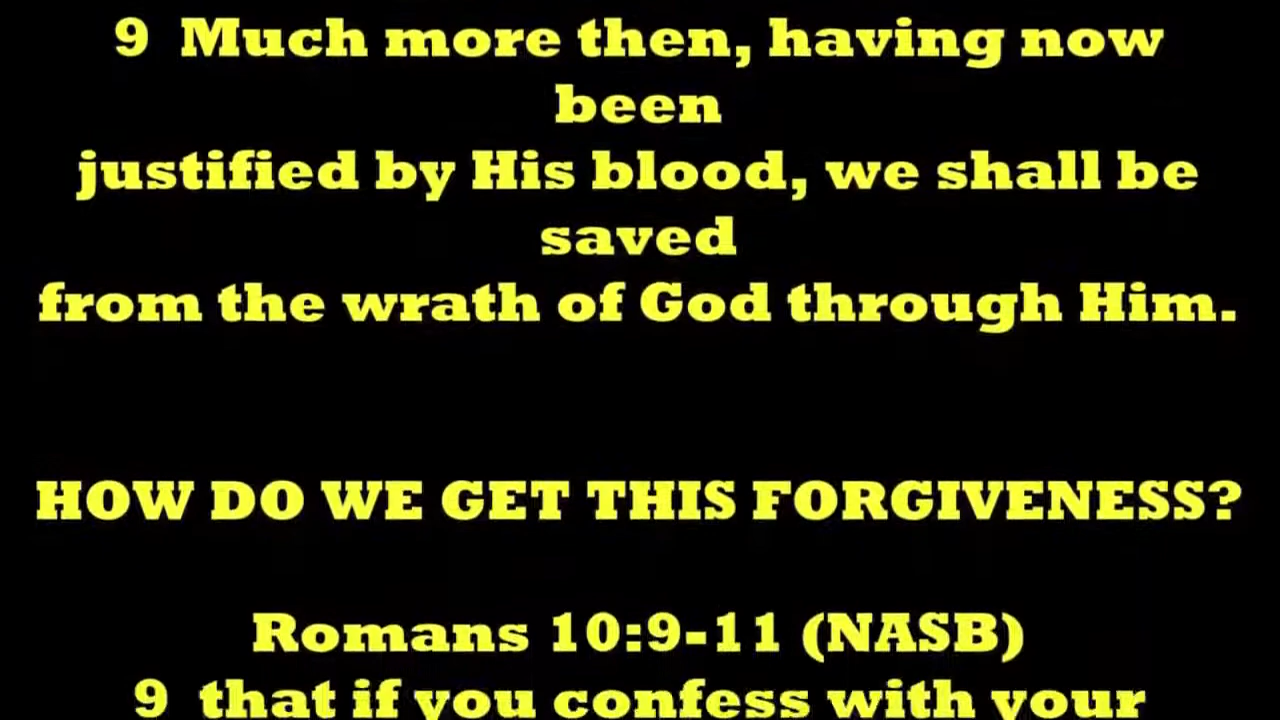 9 Much more then, having now
been
justified by His blood, we shall be
saved
from the wrath of God through Him.
HOW DO WE GET THIS FORGIVENESS?
Romans 10:9-11 (NASB)
9 that if you confess with your